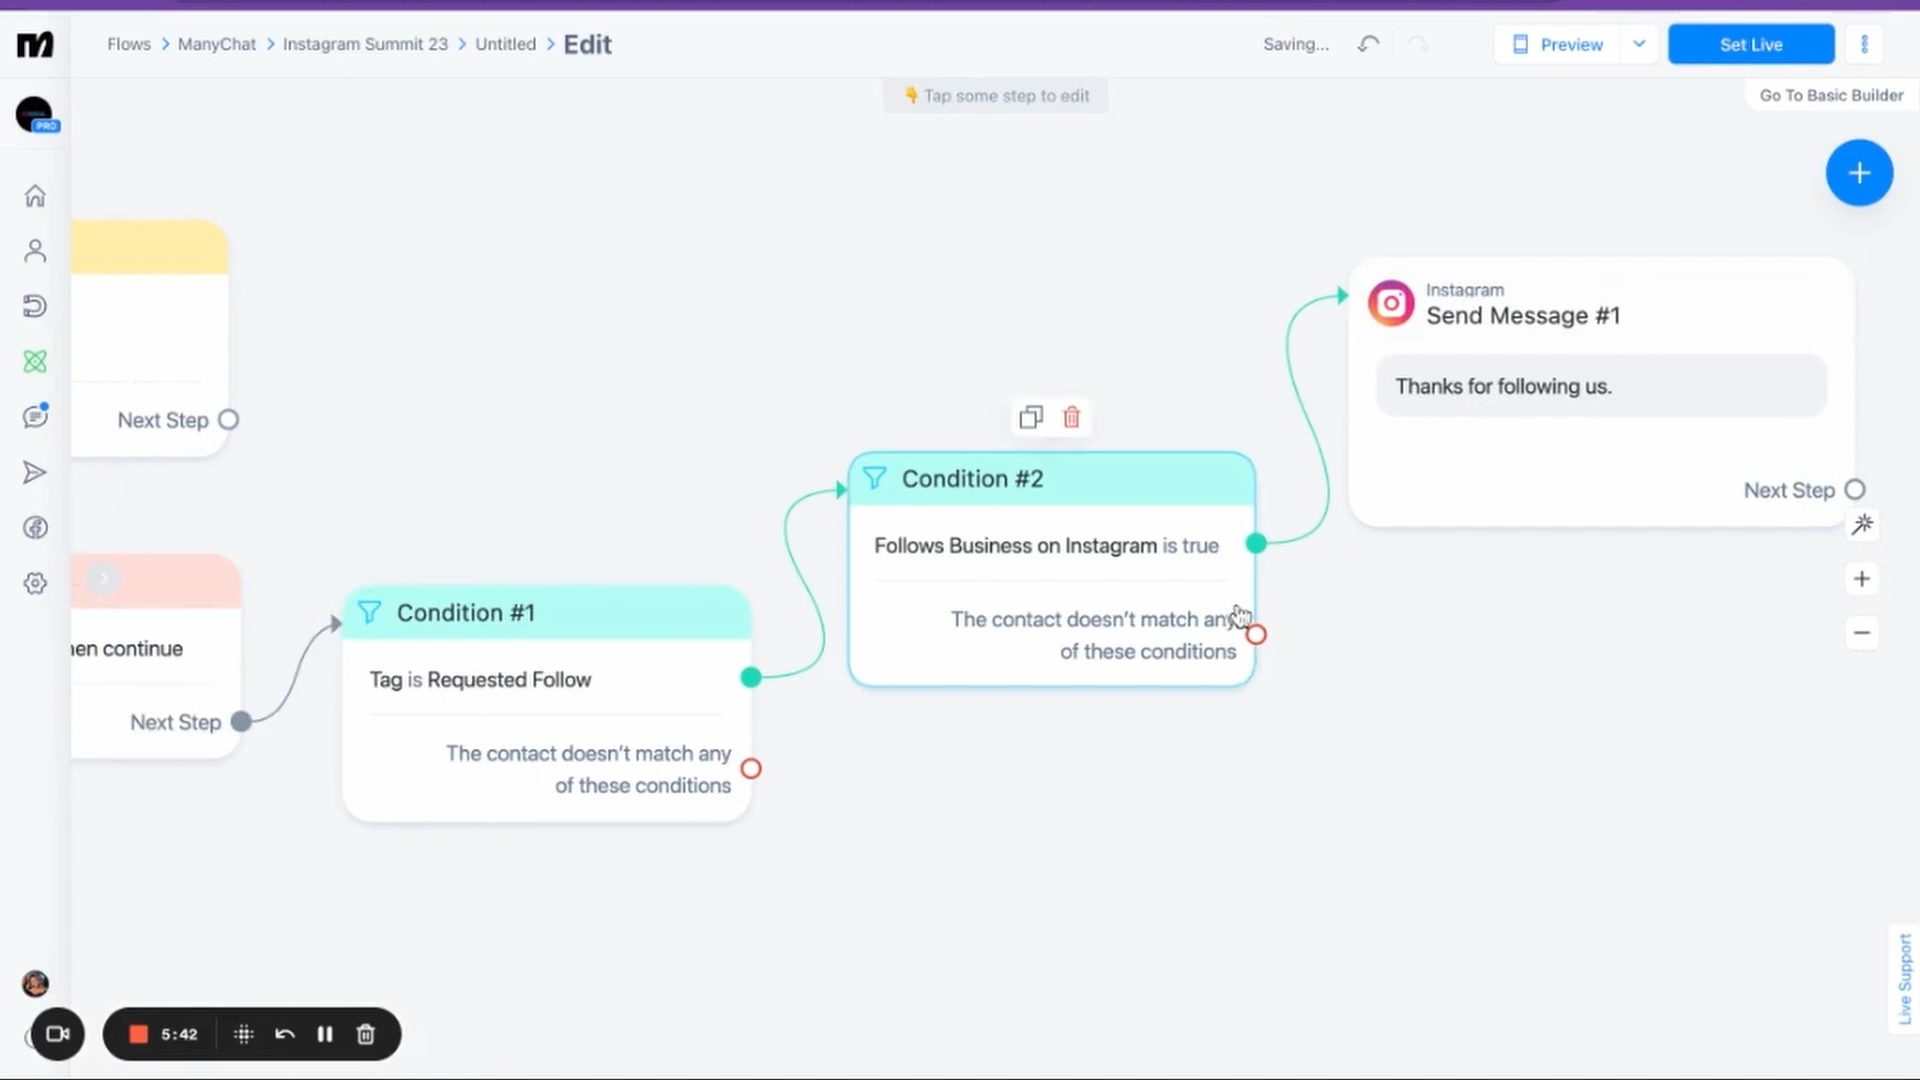 Flows > ManyChat > Instagram Summit 23 > Untitled > Edit
Saving...
Preview
Set Live
👇 Tap some step to edit
Go To Basic Builder
PRO
Next Step
Instagram
Send Message #1
Thanks for following us.
Next Step
Condition #2
Follows Business on Instagram is true
The contact doesn't match any
of these conditions
continue
Next Step
Condition #1
Tag is Requested Follow
The contact doesn't match any
of these conditions
Live Support
5:42